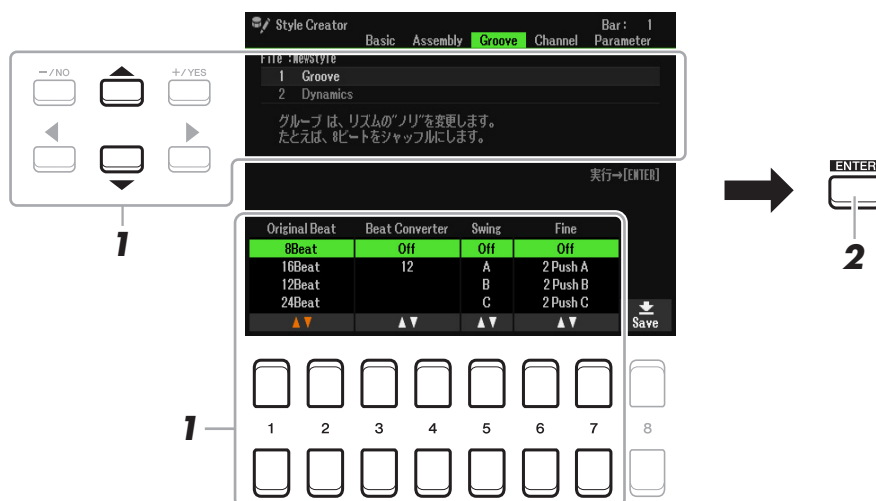 Style Creator
Bar: 1
Basic Assembly Groove Channel Parameter
File :NewStyle
1 Groove
2 Dynamics
グルーブ は、リズムの"ノリ"を変更します。
たとえば、8ビートをシャッフルにします。
実行→[ENTER]
Original Beat Beat Converter Swing Fine
8Beat Off Off Off
16Beat 12 A 2 Push A
12Beat B 2 Push B
24Beat C 2 Push C
Save
−/NO
+/YES
1
ENTER
2
1
1 2 3 4 5 6 7 8